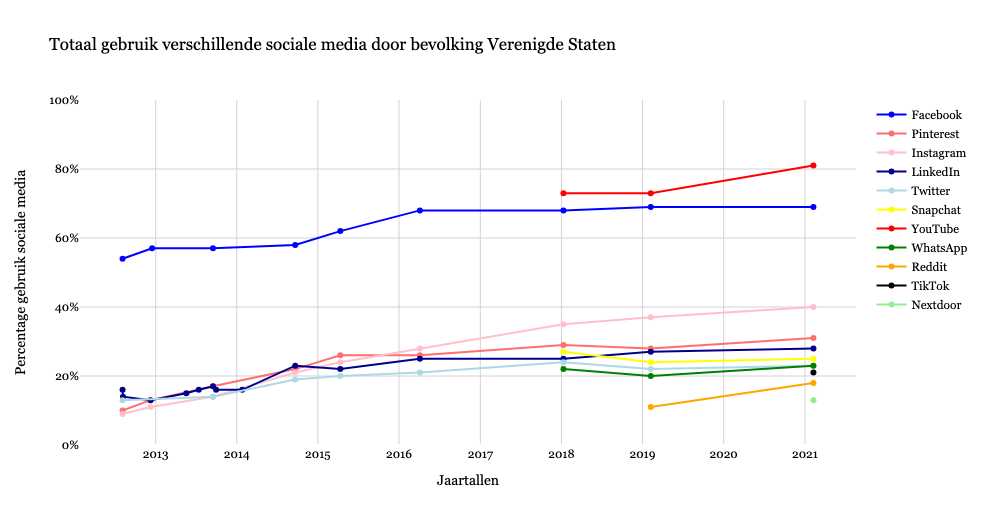 Totaal gebruik verschillende sociale media door bevolking Verenigde Staten
Percentage gebruik sociale media
100%
80%
60%
40%
20%
0%
2013
2014
2015
2016
2017
2018
2019
2020
2021
Jaartallen
Facebook
Pinterest
Instagram
LinkedIn
Twitter
Snapchat
YouTube
WhatsApp
Reddit
TikTok
Nextdoor